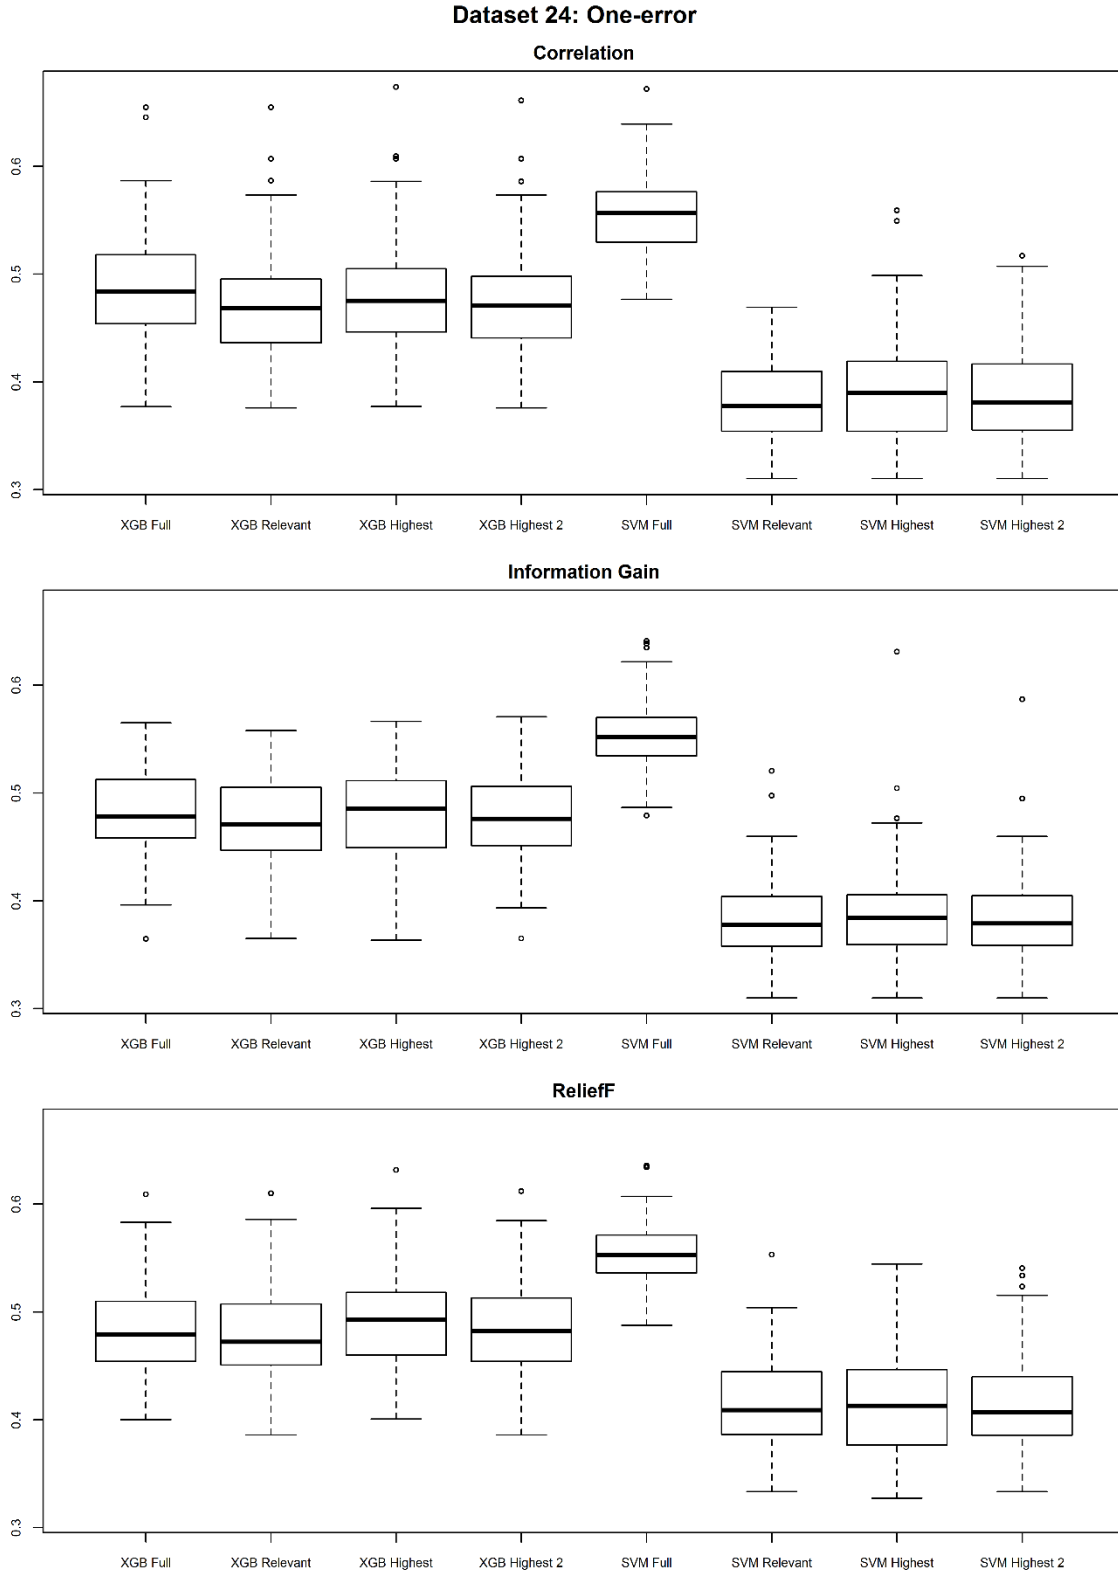 Dataset 24: One-error
Correlation
0.6
0.5
0.4
0.3
XGB Full XGB Relevant XGB Highest XGB Highest 2 SVM Full SVM Relevant SVM Highest SVM Highest 2
Information Gain
0.6
0.5
0.4
0.3
XGB Full XGB Relevant XGB Highest XGB Highest 2 SVM Full SVM Relevant SVM Highest SVM Highest 2
ReliefF
0.6
0.5
0.4
0.3
XGB Full XGB Relevant XGB Highest XGB Highest 2 SVM Full SVM Relevant SVM Highest SVM Highest 2